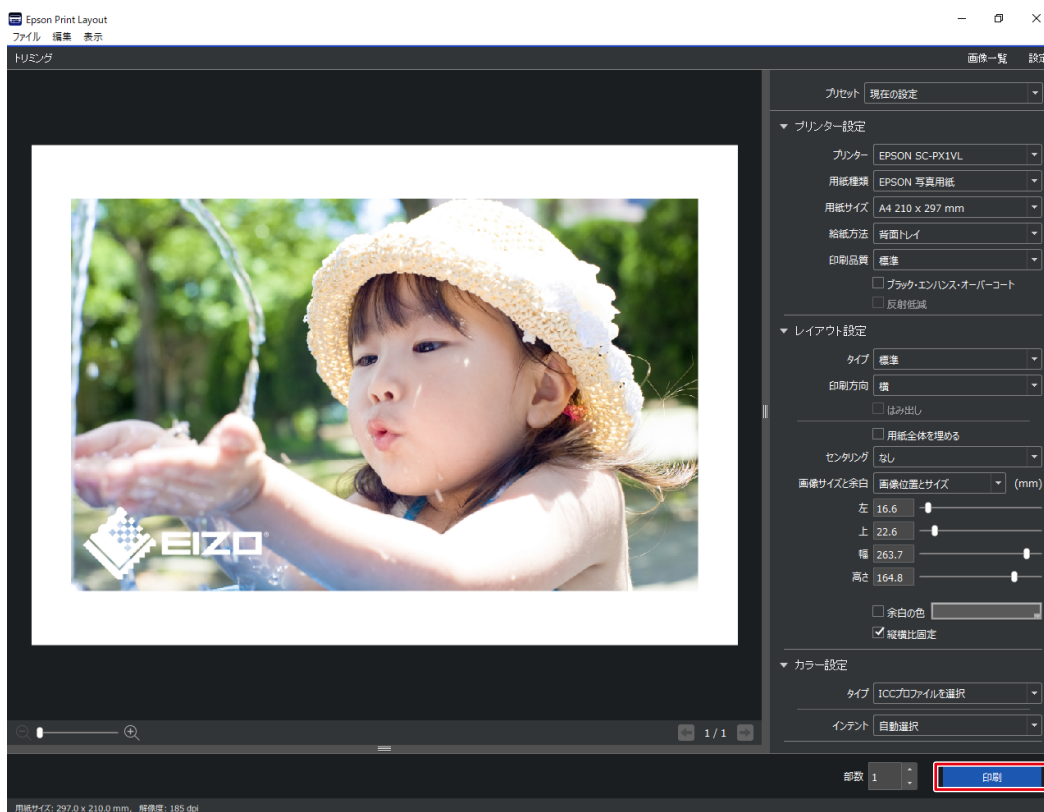 Epson Print Layout
ファイル 編集 表示
トリミング 画像一覧 設定
プリセット 現在の設定
プリンター設定
プリンター EPSON SC-PX1VL
用紙種類 EPSON 写真用紙
用紙サイズ A4 210 x 297 mm
給紙方法 背面トレイ
印刷品質 標準
ブラック・エンハンス・オーバーコート
反射低減
レイアウト設定
タイプ 標準
印刷方向 横
はみ出し
用紙全体を埋める
センタリング なし
画像サイズと余白 画像位置とサイズ (mm)
左 16.6
上 22.6
幅 263.7
高さ 164.8
余白の色
縦横比固定
EIZO
カラー設定
タイプ ICCプロファイルを選択
インテント 自動選択
1 / 1
部数 1 印刷
用紙サイズ: 297.0 x 210.0 mm, 解像度: 185 dpi